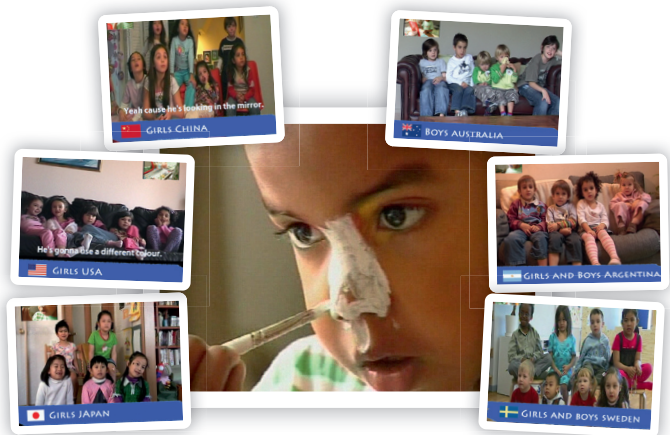 Yeah cause he's looking in the mirror.
GIRLS CHINA
BOYS AUSTRALIA
He's gonna use a different colour.
GIRLS USA
GIRLS AND BOYS ARGENTINA
GIRLS JAPAN
GIRLS AND BOYS SWEDEN